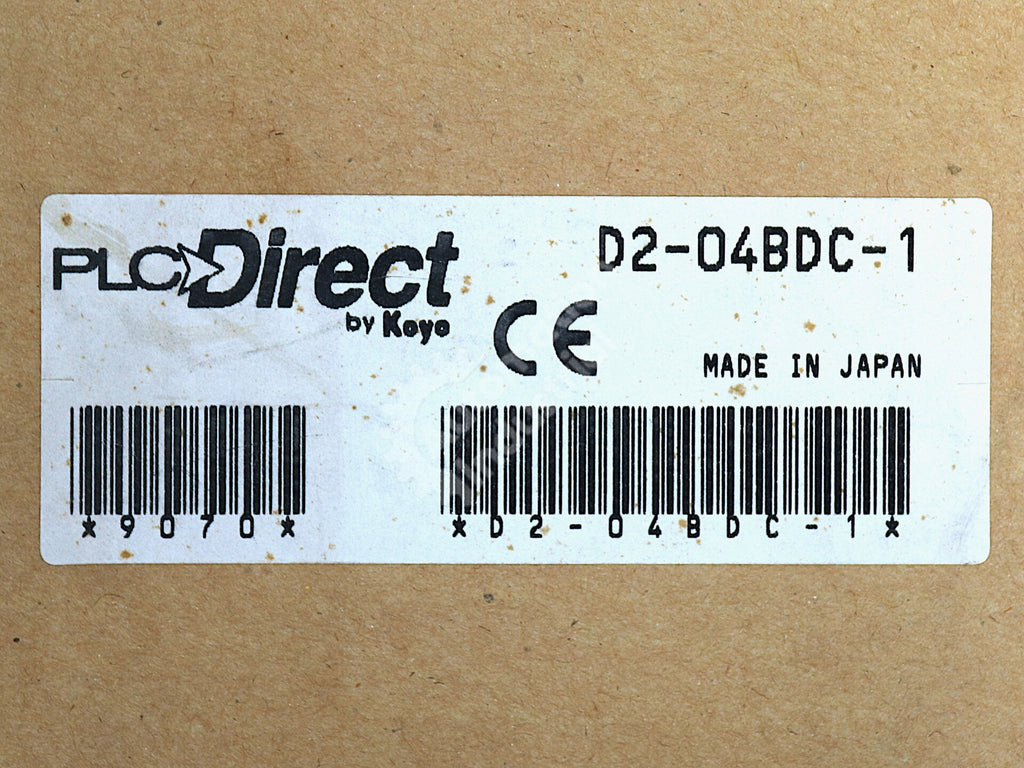 PLC Direct
by Koyo
D2-04BDC-1
CE
MADE IN JAPAN
*9070*
*D2-04BDC-1*